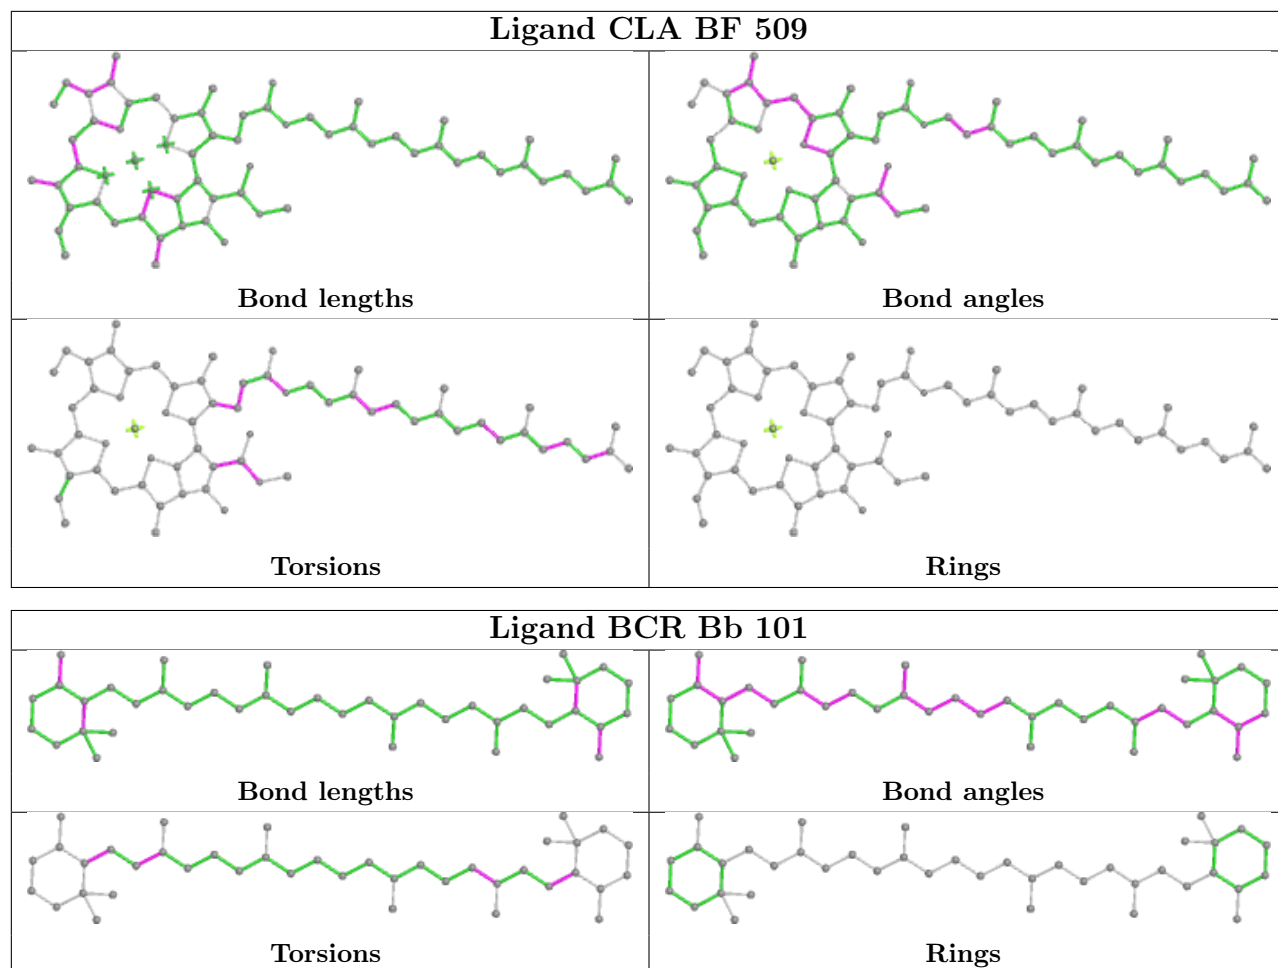 Ligand CLA BF 509
Bond lengths
Bond angles
Torsions
Rings
Ligand BCR Bb 101
Bond lengths
Bond angles
Torsions
Rings